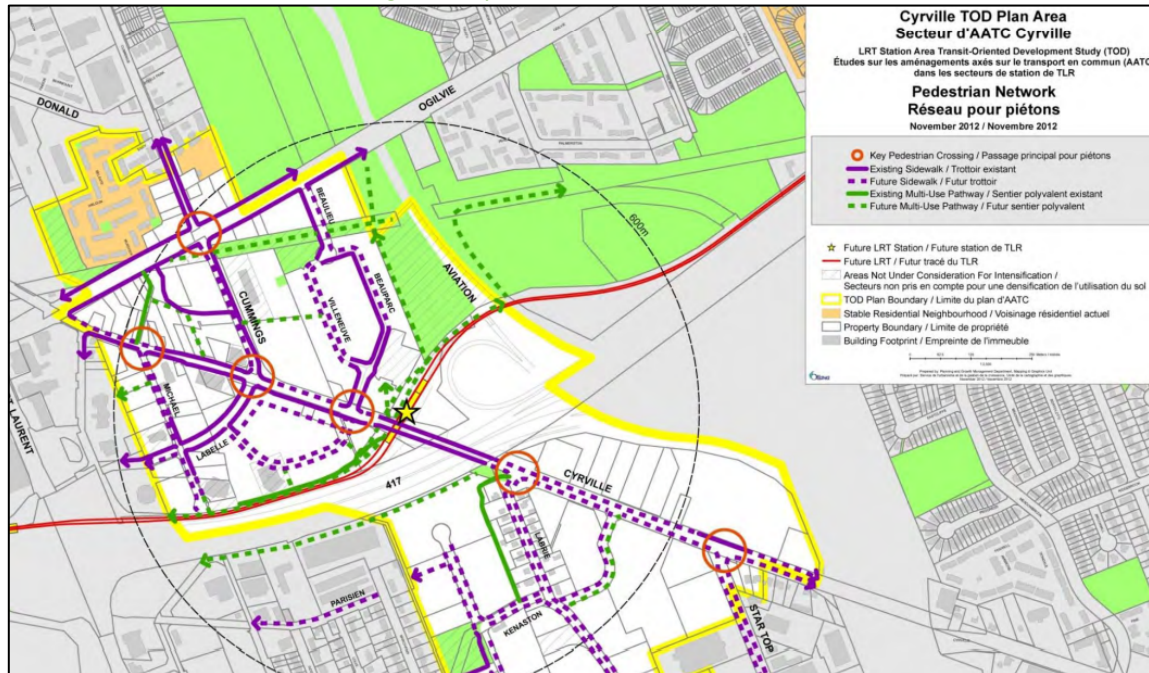 Cyrville TOD Plan Area
Secteur d'AATC Cyrville
LRT Station Area Transit-Oriented Development Study (TOD)
Études sur les aménagements axés sur le transport en commun (AATC)
dans les secteurs de station de TLR
Pedestrian Network
Réseau pour piétons
November 2012 / Novembre 2012
Key Pedestrian Crossing / Passage principal pour piétons
Existing Sidewalk / Trottoir existant
Future Sidewalk / Futur trottoir
Existing Multi-Use Pathway / Sentier polyvalent existant
Future Multi-Use Pathway / Futur sentier polyvalent
Future LRT Station / Future station de TLR
Future LRT / Futur tracé du TLR
Areas Not Under Consideration For Intensification /
Secteurs non pris en compte pour une densification de l'utilisation du sol
TOD Plan Boundary / Limite du plan d'AATC
Stable Residential Neighbourhood / Voisinage résidentiel actuel
Property Boundary / Limite de propriété
Building Footprint / Empreinte de l'immeuble
DONALD
OGILVIE
BEAULIEU
600m
AVIATION
BEAUPARC
VILLENEUVE
CUMMINGS
MICHAEL
LABELLE
LAURENT
417
CYRVILLE
LABRIE
PARISIEN
KENASTON
STAR TOP